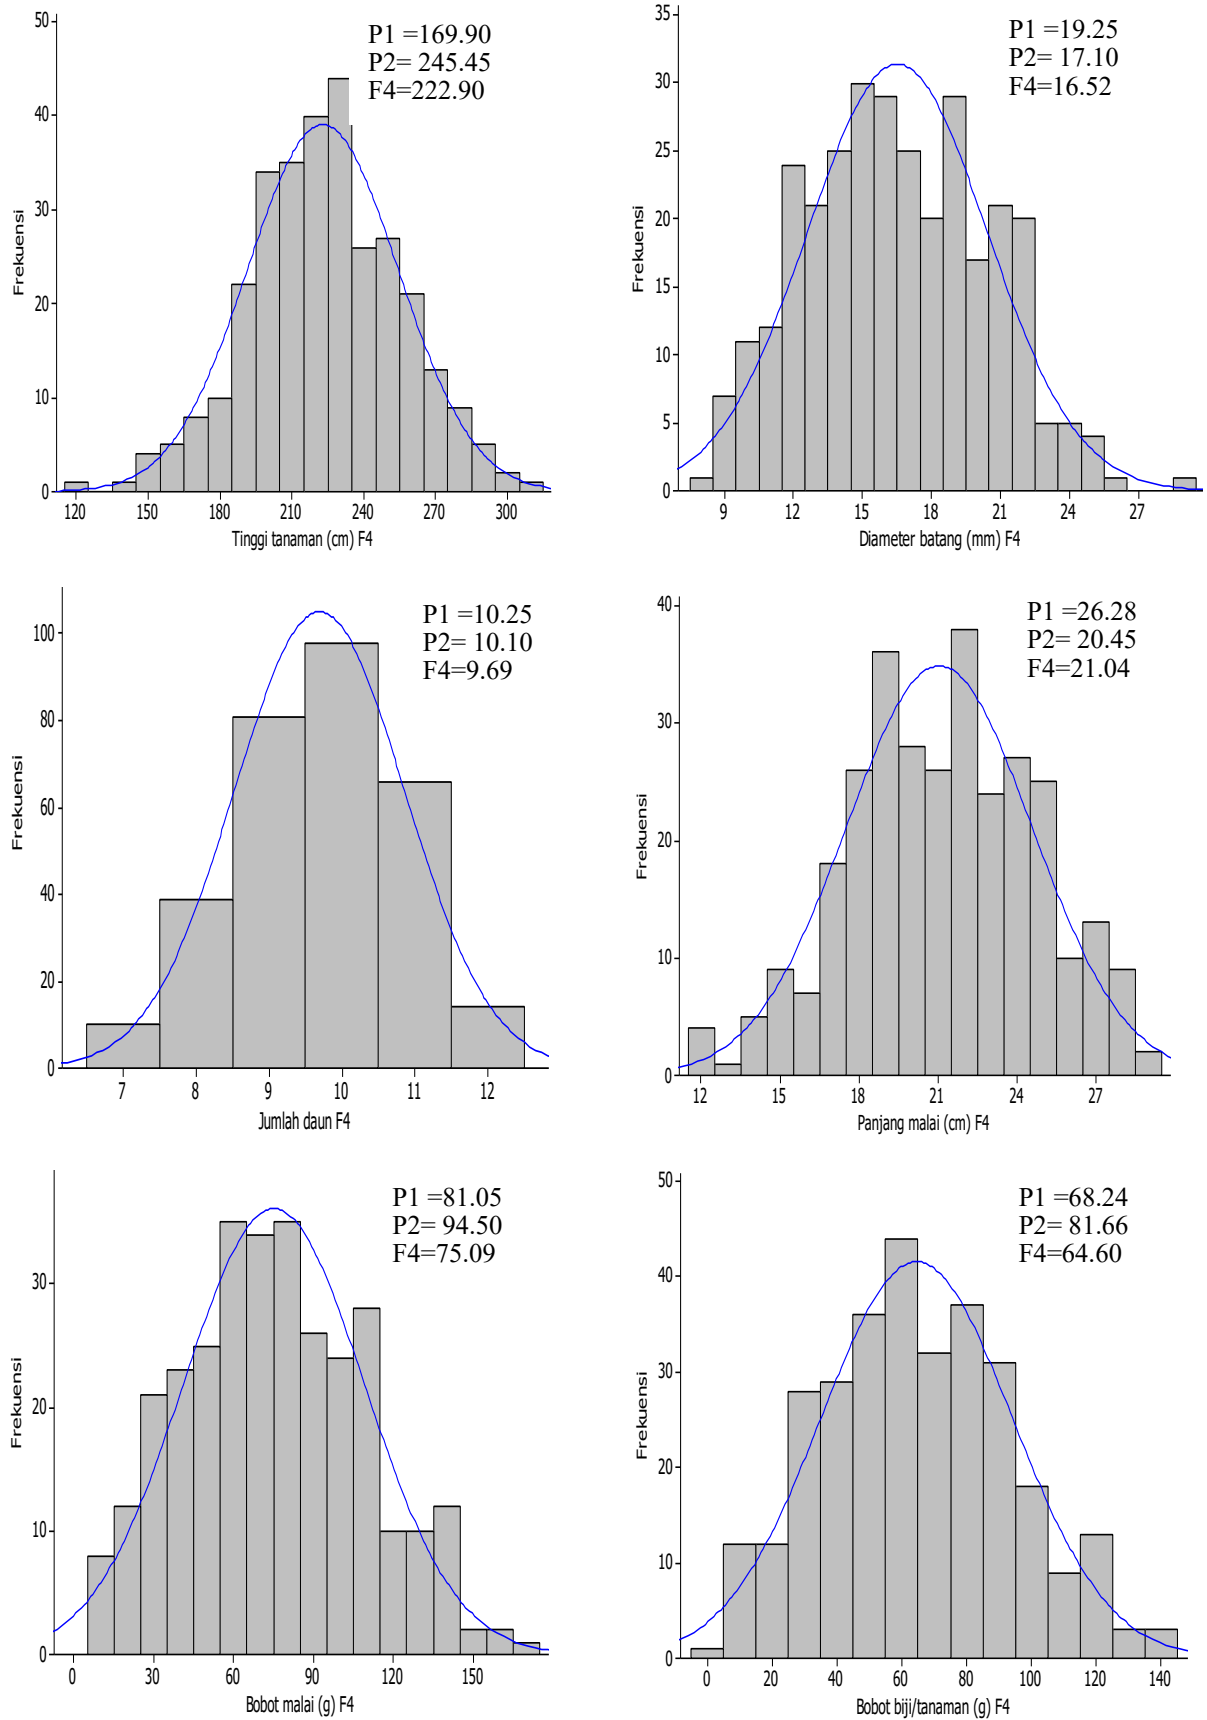 50
40
30
20
10
0
Frekuensi
P1 =169.90
P2= 245.45
F4=222.90
120 150 180 210 240 270 300
Tinggi tanaman (cm) F4
35
30
25
20
15
10
5
0
Frekuensi
P1 =19.25
P2= 17.10
F4=16.52
9 12 15 18 21 24 27
Diameter batang (mm) F4
100
80
60
40
20
0
Frekuensi
P1 =10.25
P2= 10.10
F4=9.69
7 8 9 10 11 12
Jumlah daun F4
40
30
20
10
0
Frekuensi
P1 =26.28
P2= 20.45
F4=21.04
12 15 18 21 24 27
Panjang malai (cm) F4
30
20
10
0
Frekuensi
P1 =81.05
P2= 94.50
F4=75.09
0 30 60 90 120 150
Bobot malai (g) F4
50
40
30
20
10
0
Frekuensi
P1 =68.24
P2= 81.66
F4=64.60
0 20 40 60 80 100 120 140
Bobot biji/tanaman (g) F4